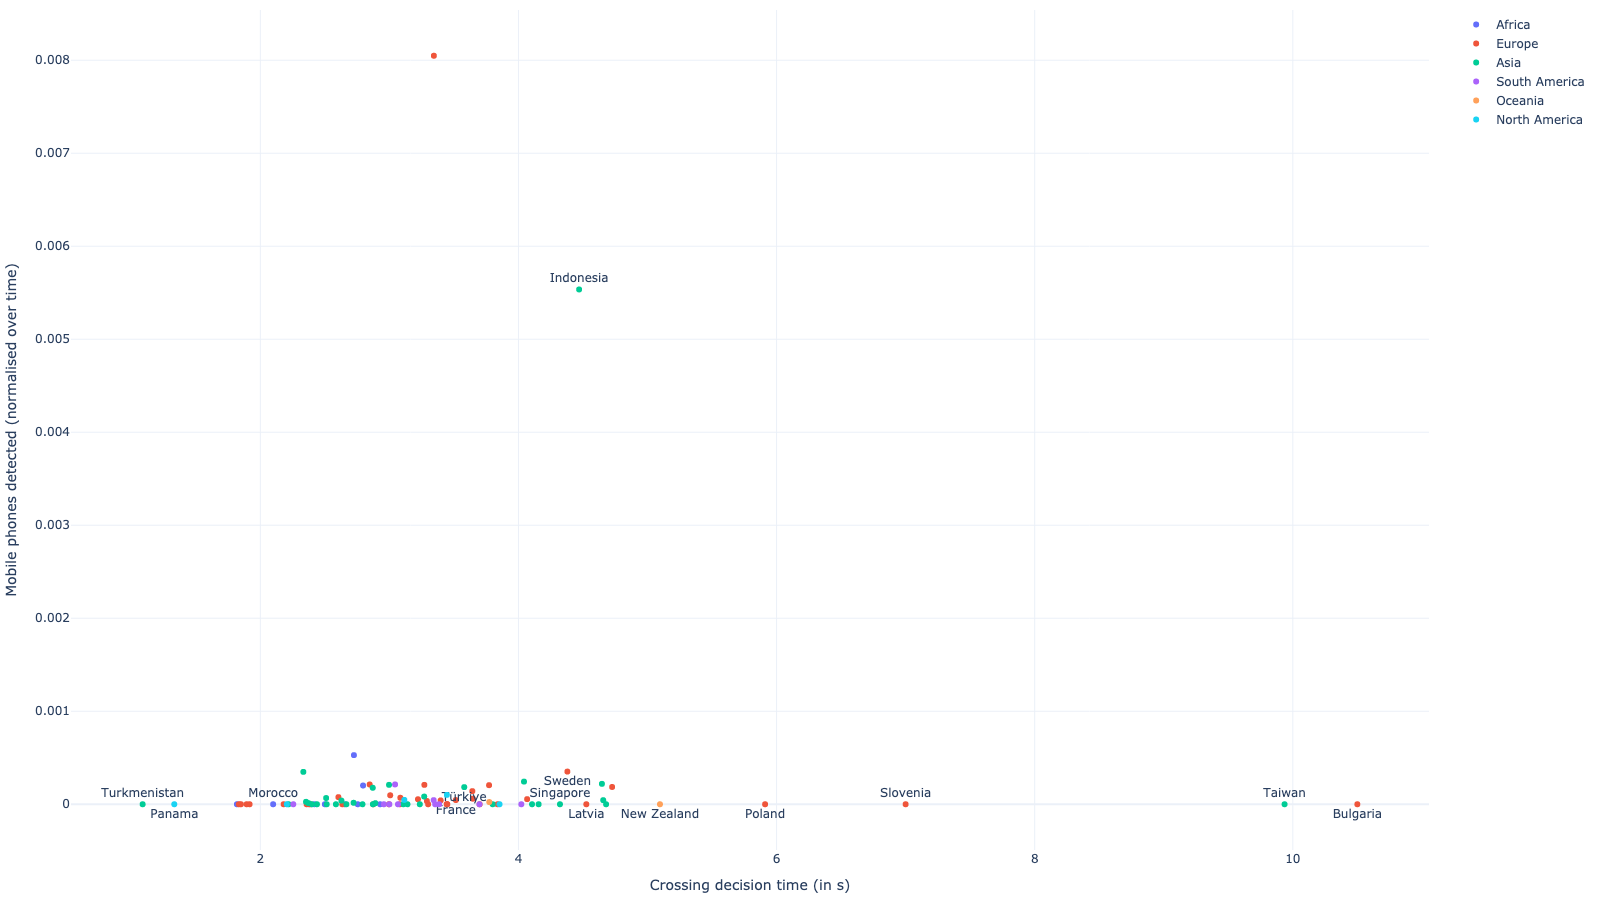 Africa
Europe
Asia
South America
Oceania
North America
Mobile phones detected (normalised over time)
0.008
0.007
0.006
0.005
0.004
0.003
0.002
0.001
0
Indonesia
Sweden
Turkmenistan
Morocco
Türkiye
Singapore
Slovenia
Taiwan
Panama
France
Latvia
New Zealand
Poland
Bulgaria
2
4
6
8
10
Crossing decision time (in s)